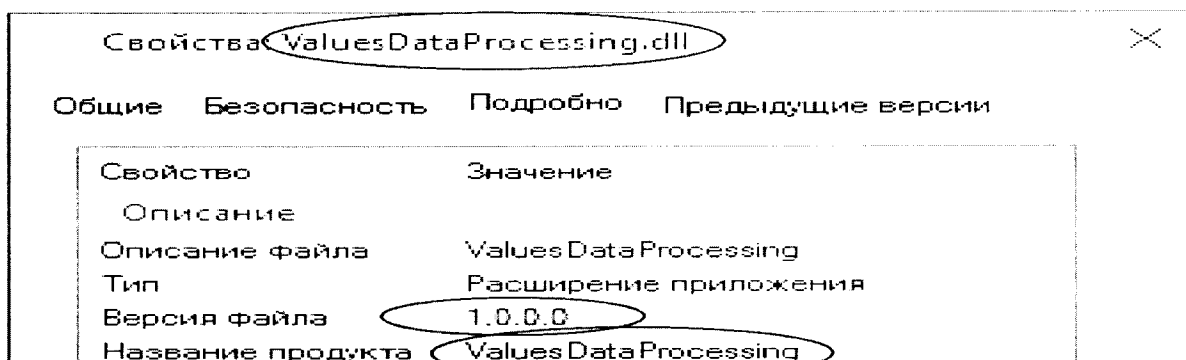 Свойства: ValuesDataProcessing.dll
Общие Безопасность Подробно Предыдущие версии
Свойство Значение
Описание
Описание файла ValuesDataProcessing
Тип Расширение приложения
Версия файла 1.0.0.0
Название продукта ValuesDataProcessing